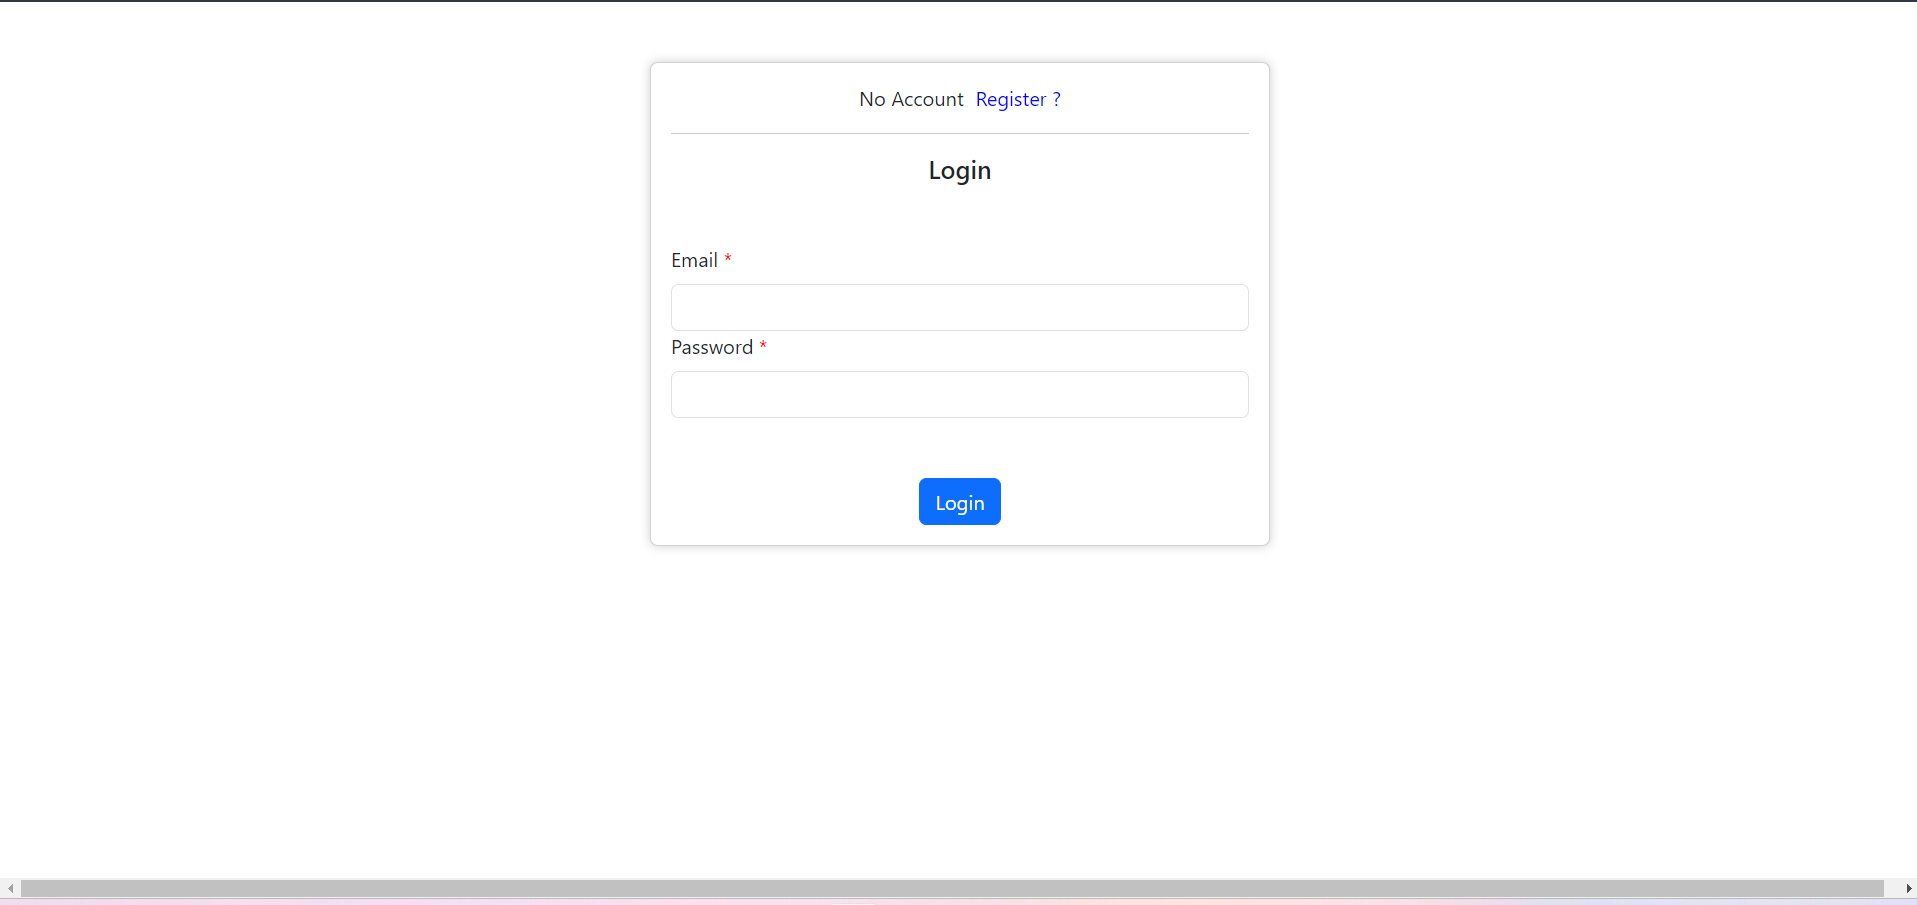 No Account Register ?
Login
Email *
Password *
Login